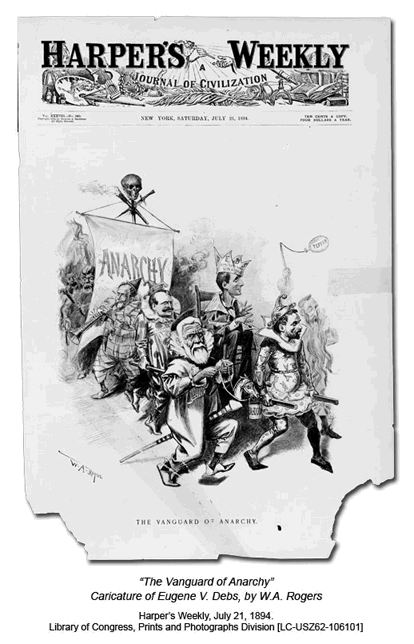 HARPER'S WEEKLY
A
JOURNAL OF CIVILIZATION
NEW YORK, SATURDAY, JULY 21, 1894.
TEN CENTS A COPY.
FOUR DOLLARS A YEAR.
ANARCHY
THE VANGUARD OF ANARCHY.
“The Vanguard of Anarchy”
Caricature of Eugene V. Debs, by W.A. Rogers
Harper's Weekly, July 21, 1894.
Library of Congress, Prints and Photographs Division [LC-USZ62-106101]